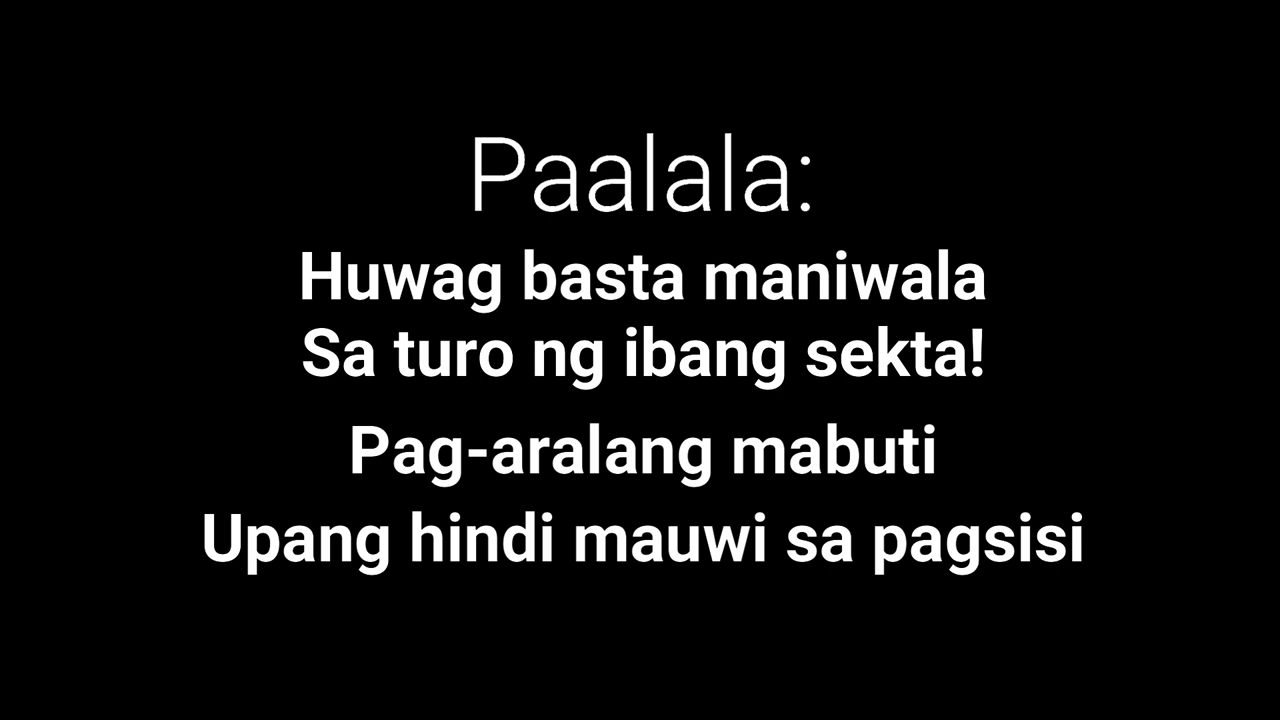 Paalala:
Huwag basta maniwala
Sa turo ng ibang sekta!
Pag-aralang mabuti
Upang hindi mauwi sa pagsisi